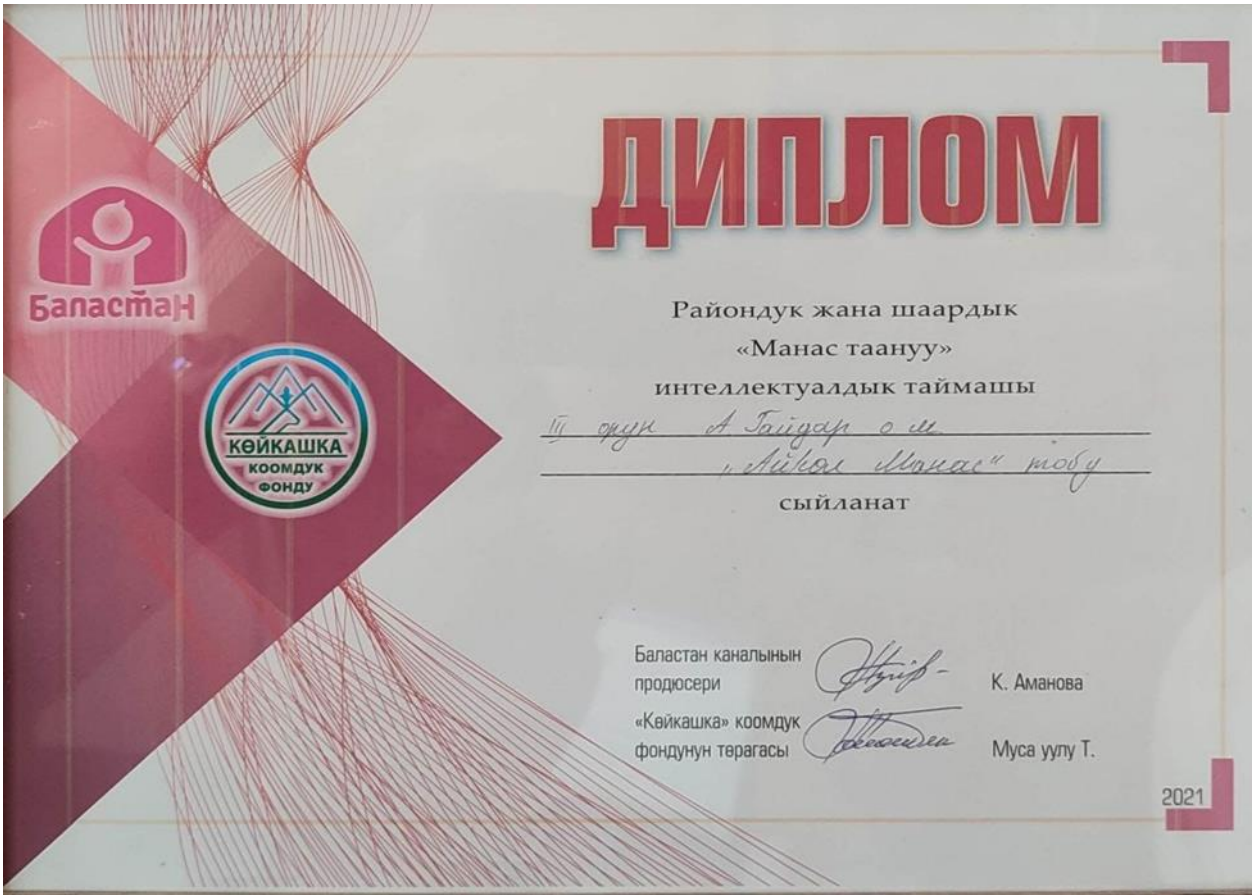 ДИПЛОМ
Баластан
КӨЙКАШКА
КООМДУК
ФОНДУ
Райондук жана шаардык
«Манас таануу»
интеллектуалдык таймашы
III орун А. Гайдар о м
"Айкөл Манас" тобу
сыйланат
Баластан каналынын
продюсери К. Аманова
«Көйкашка» коомдук
фондунун төрагасы Муса уулу Т.
2021